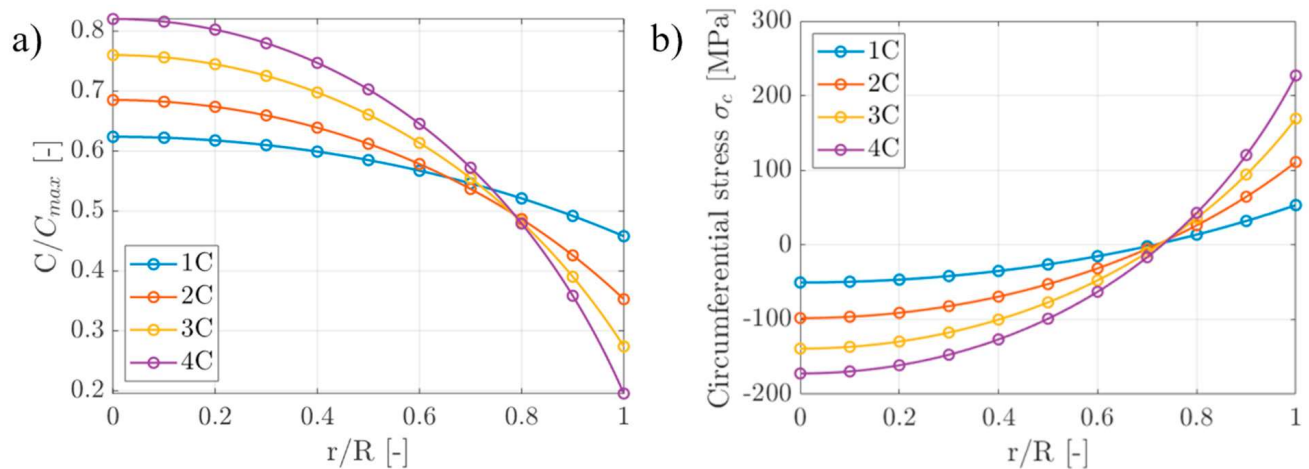 a)
C/C_max [-]
0.8
0.7
0.6
0.5
0.4
0.3
0.2
1C
2C
3C
4C
0 0.2 0.4 0.6 0.8 1
r/R [-]
b)
Circumferential stress σ_c [MPa]
300
200
100
0
-100
-200
1C
2C
3C
4C
0 0.2 0.4 0.6 0.8 1
r/R [-]